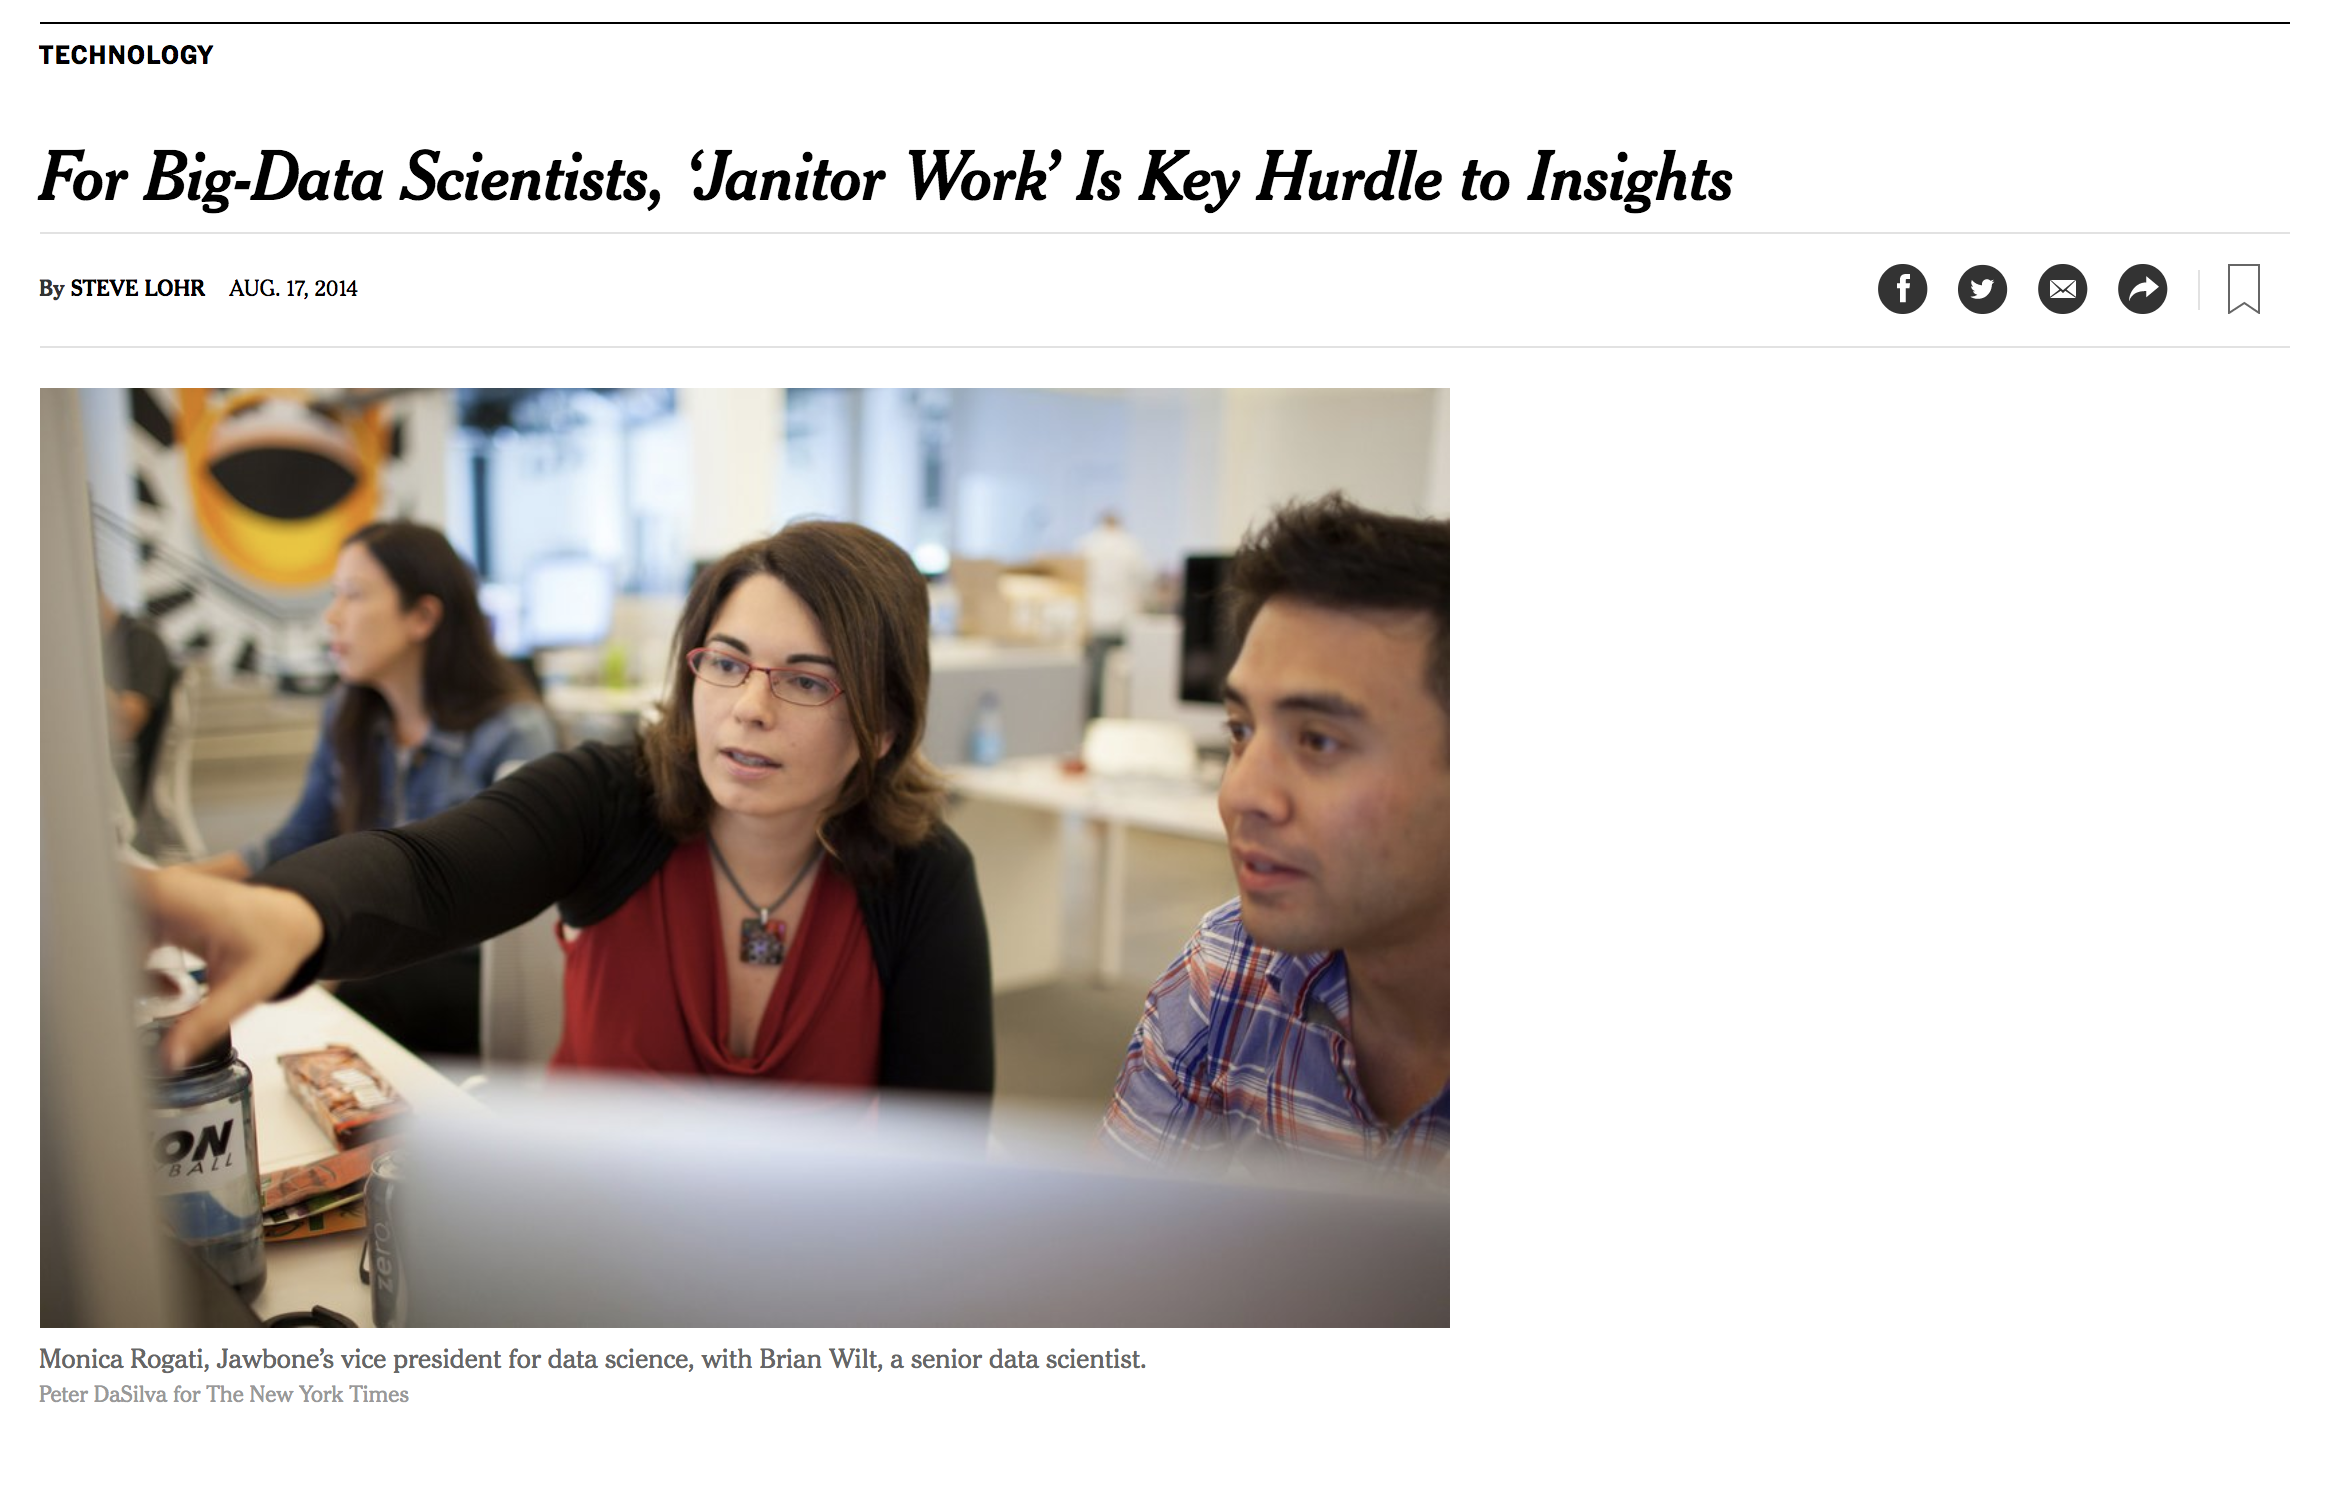 TECHNOLOGY
For Big-Data Scientists, ‘Janitor Work’ Is Key Hurdle to Insights
By STEVE LOHR AUG. 17, 2014
ON
BALL
zero
Monica Rogati, Jawbone’s vice president for data science, with Brian Wilt, a senior data scientist.
Peter DaSilva for The New York Times